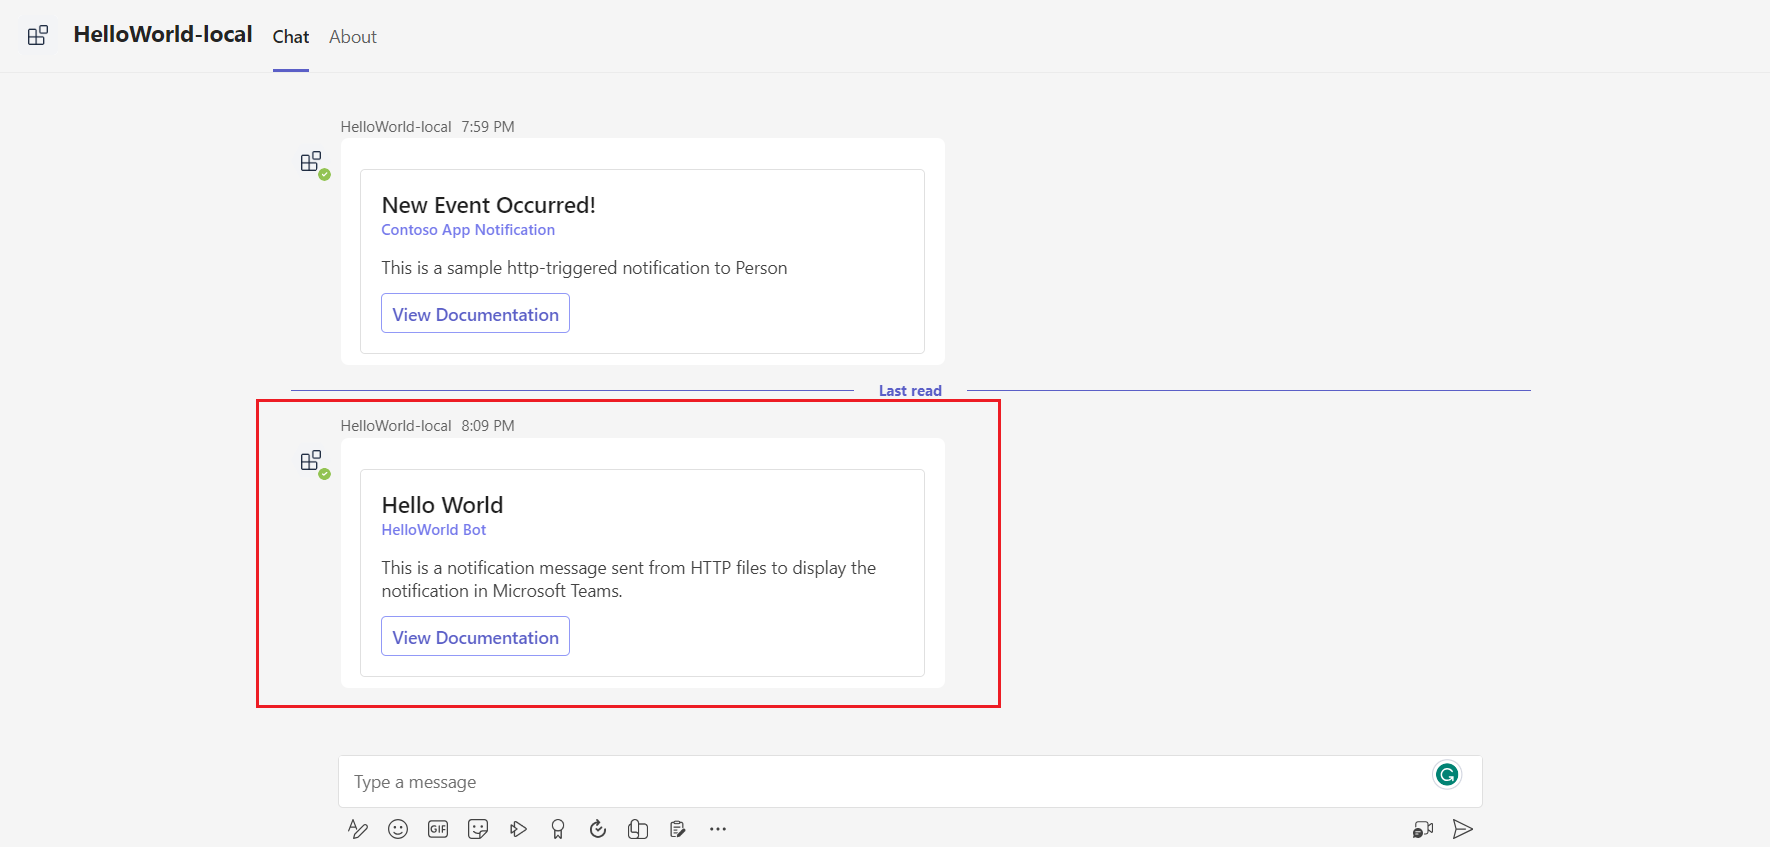 HelloWorld-local Chat About
HelloWorld-local 7:59 PM
New Event Occurred!
Contoso App Notification
This is a sample http-triggered notification to Person
View Documentation
Last read
HelloWorld-local 8:09 PM
Hello World
HelloWorld Bot
This is a notification message sent from HTTP files to display the
notification in Microsoft Teams.
View Documentation
Type a message
GIF